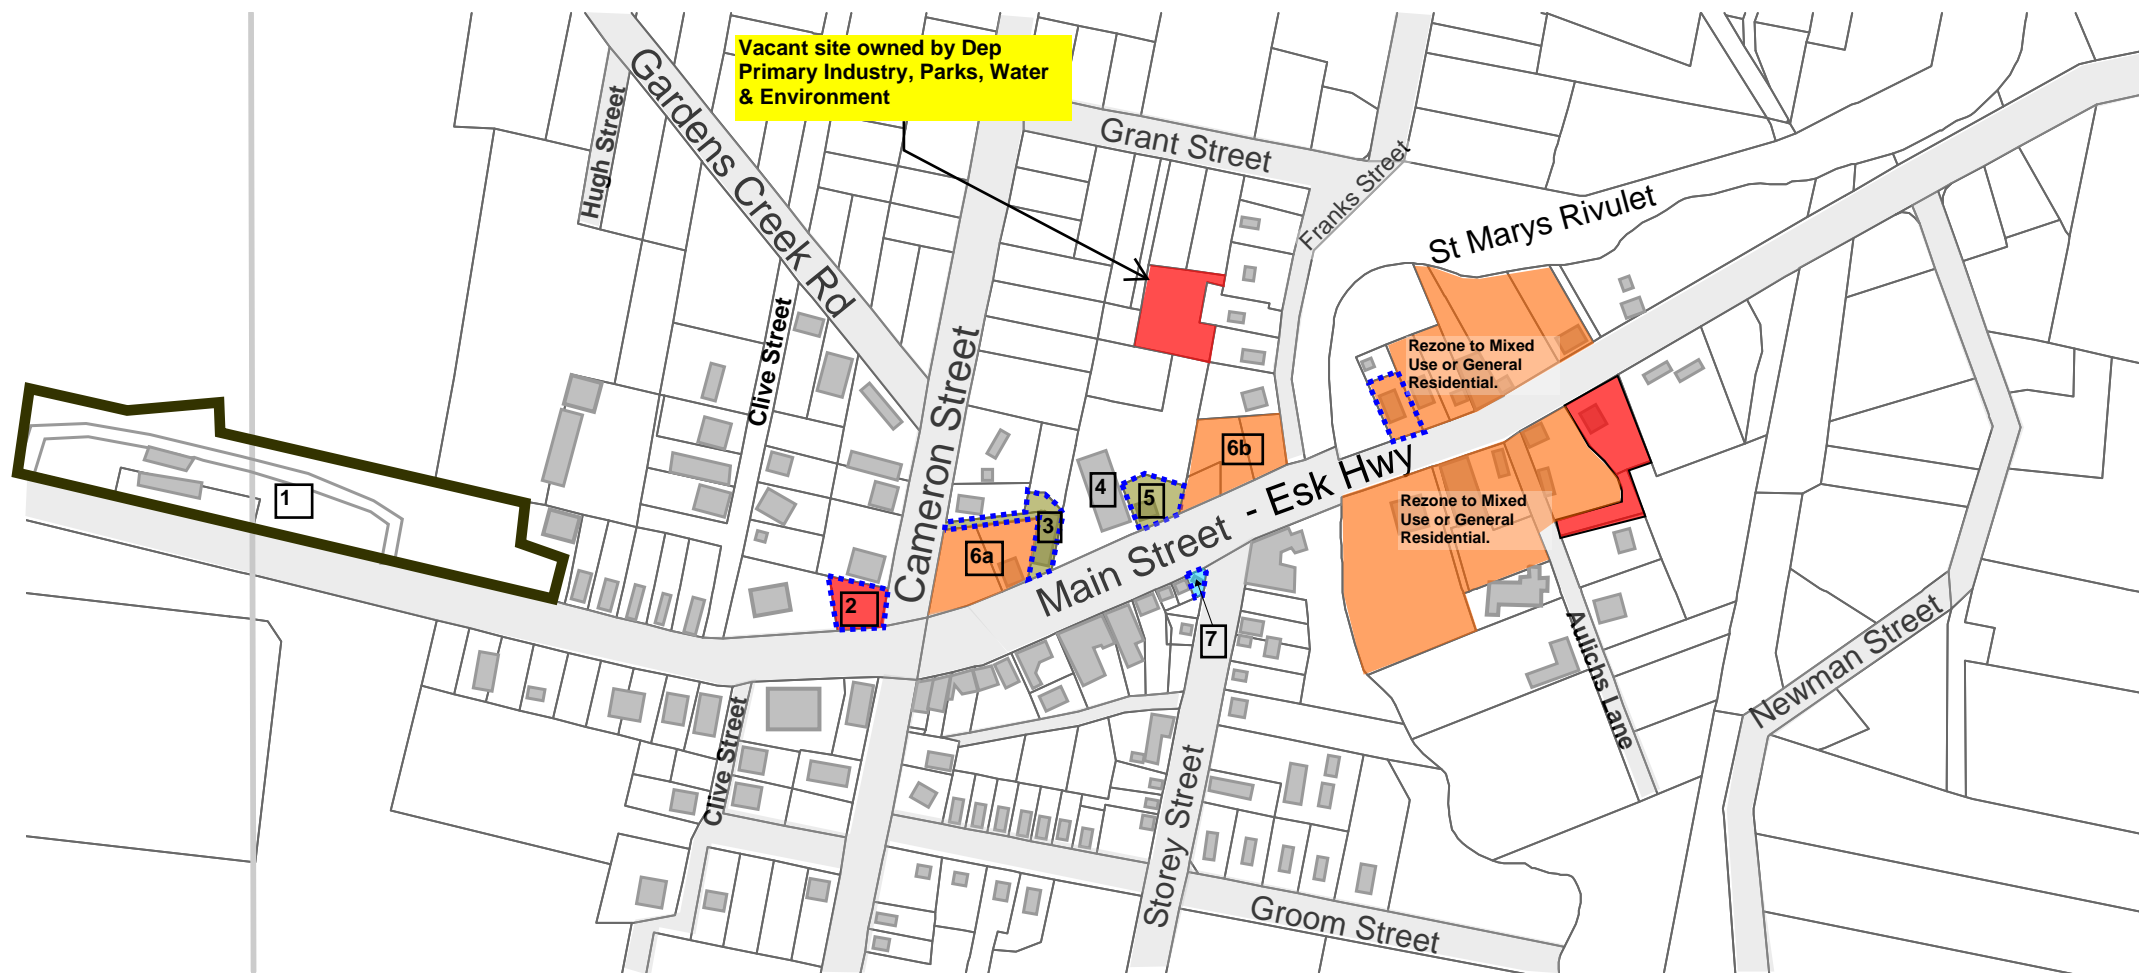 Vacant site owned by Dep
Primary Industry, Parks, Water
& Environment
Hugh Street
Gardens Creek Rd
Grant Street
Franks Street
St Marys Rivulet
Clive Street
Cameron Street
Rezone to Mixed
Use or General
Residential.
6b
1
4
5
3
Main Street - Esk Hwy
Rezone to Mixed
Use or General
Residential.
6a
2
7
Aulichs Lane
Newman Street
Clive Street
Storey Street
Groom Street